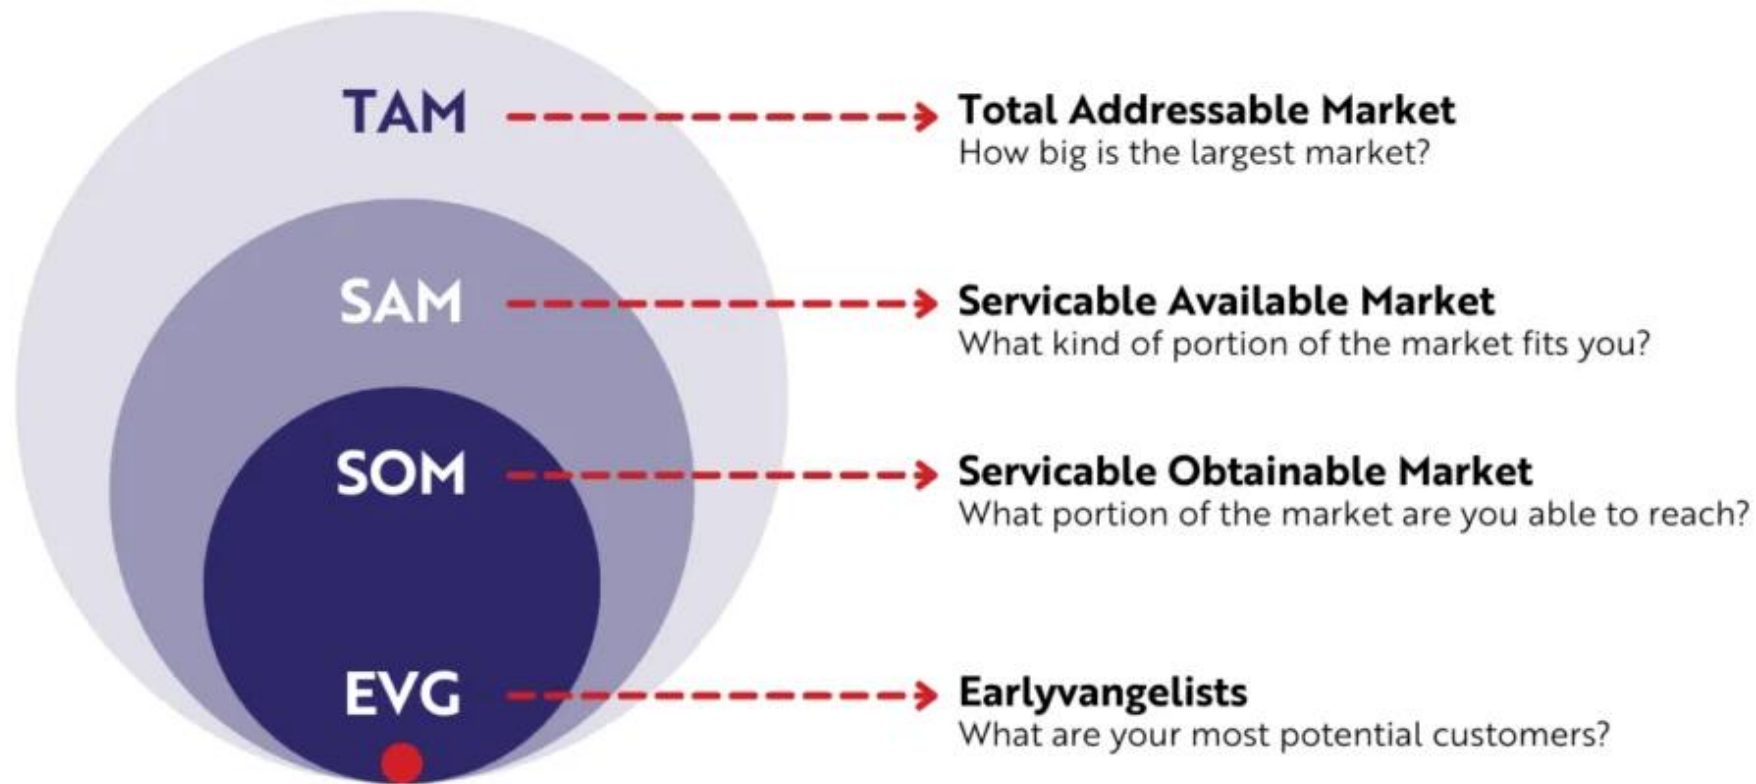 TAM
Total Addressable Market
How big is the largest market?
SAM
Servicable Available Market
What kind of portion of the market fits you?
SOM
Servicable Obtainable Market
What portion of the market are you able to reach?
EVG
Earlyvangelists
What are your most potential customers?